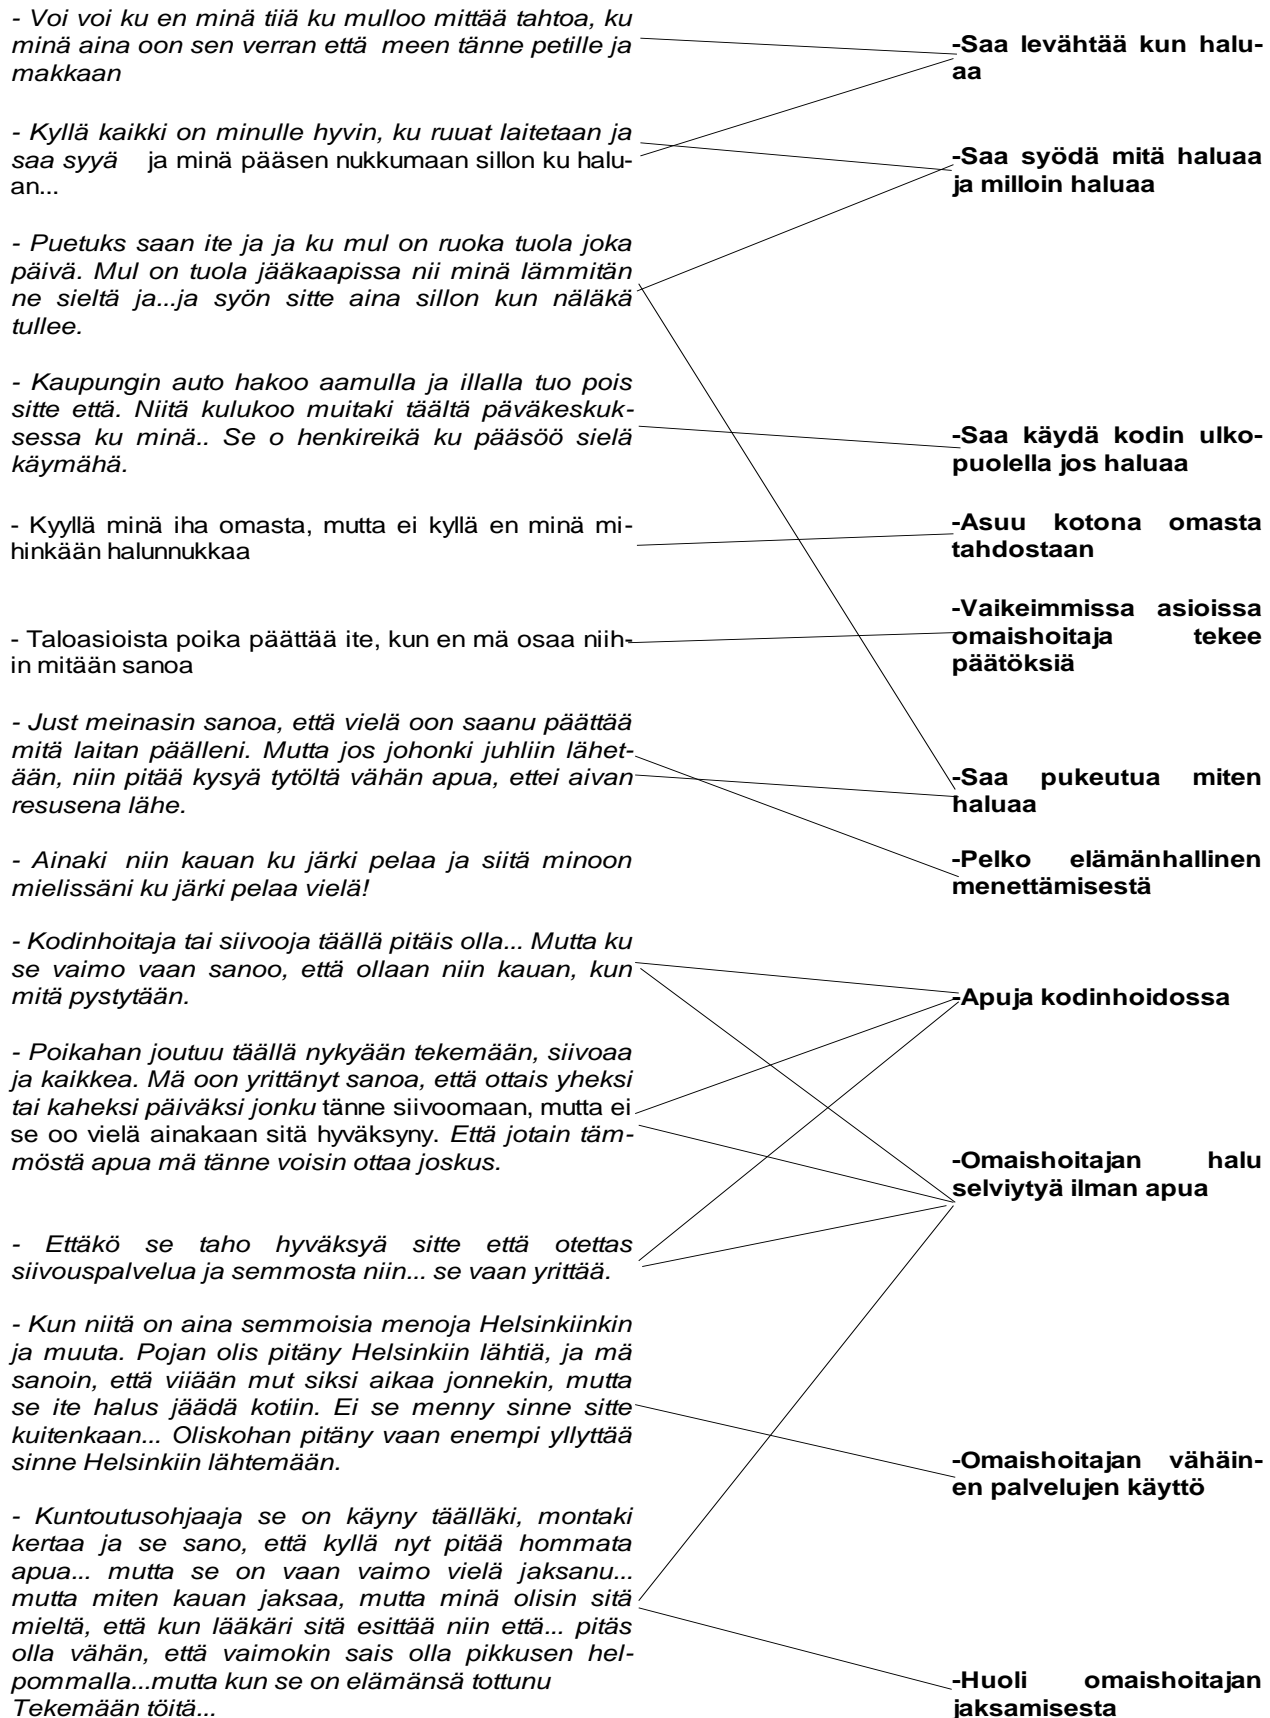 - Voi voi ku en minä tiiä ku mulloo mittää tahtoa, ku
minä aina oon sen verran että meen tänne petille ja
makkaan
- Kyllä kaikki on minulle hyvin, ku ruuat laitetaan ja
saa syyä ja minä pääsen nukkumaan sillon ku halu-
an...
- Puetuks saan ite ja ja ku mul on ruoka tuola joka
päivä. Mul on tuola jääkaapissa nii minä lämmitän
ne sieltä ja...ja syön sitte aina sillon kun näläkä
tullee.
- Kaupungin auto hakoo aamulla ja illalla tuo pois
sitte että. Niitä kulukoo muitaki täältä päväkeskuk-
sessa ku minä.. Se o henkireikä ku pääsöö sielä
käymähä.
- Kyyllä minä iha omasta, mutta ei kyllä en minä mi-
hinkään halunnukkaa
- Taloasioista poika päättää ite, kun en mä osaa niih-
in mitään sanoa
- Just meinasin sanoa, että vielä oon saanu päättää
mitä laitan päälleni. Mutta jos johonki juhliin lähet-
ään, niin pitää kysyä tytöltä vähän apua, ettei aivan
resusena lähe.
- Ainaki niin kauan ku järki pelaa ja siitä minoon
mielissäni ku järki pelaa vielä!
- Kodinhoitaja tai siivooja täällä pitäis olla... Mutta ku
se vaimo vaan sanoo, että ollaan niin kauan, kun
mitä pystytään.
- Poikahan joutuu täällä nykyään tekemään, siivoaa
ja kaikkea. Mä oon yrittänyt sanoa, että ottais yheksi
tai kaheksi päiväksi jonku tänne siivoomaan, mutta ei
se oo vielä ainakaan sitä hyväksyny. Että jotain täm-
möstä apua mä tänne voisin ottaa joskus.
- Ettäkö se taho hyväksyä sitte että otettas
siivouspalvelua ja semmosta niin... se vaan yrittää.
- Kun niitä on aina semmoisia menoja Helsinkiinkin
ja muuta. Pojan olis pitäny Helsinkiin lähtiä, ja mä
sanoin, että viiään mut siksi aikaa jonnekin, mutta
se ite halus jäädä kotiin. Ei se menny sinne sitte
kuitenkaan... Oliskohan pitäny vaan enempi yllyttää
sinne Helsinkiin lähtemään.
- Kuntoutusohjaaja se on käyny täälläki, montaki
kertaa ja se sano, että kyllä nyt pitää hommata
apua... mutta se on vaan vaimo vielä jaksanu...
mutta miten kauan jaksaa, mutta minä olisin sitä
mieltä, että kun lääkäri sitä esittää niin että... pitäs
olla vähän, että vaimokin sais olla pikkusen hel-
pommalla...mutta kun se on elämänsä tottunu
Tekemään töitä...
-Saa levähtää kun halu-
aa
-Saa syödä mitä haluaa
ja milloin haluaa
-Saa käydä kodin ulko-
puolella jos haluaa
-Asuu kotona omasta
tahdostaan
-Vaikeimmissa asioissa
omaishoitaja tekee
päätöksiä
-Saa pukeutua miten
haluaa
-Pelko elämänhallinen
menettämisestä
-Apuja kodinhoidossa
-Omaishoitajan halu
selviytyä ilman apua
-Omaishoitajan vähäin-
en palvelujen käyttö
-Huoli omaishoitajan
jaksamisesta